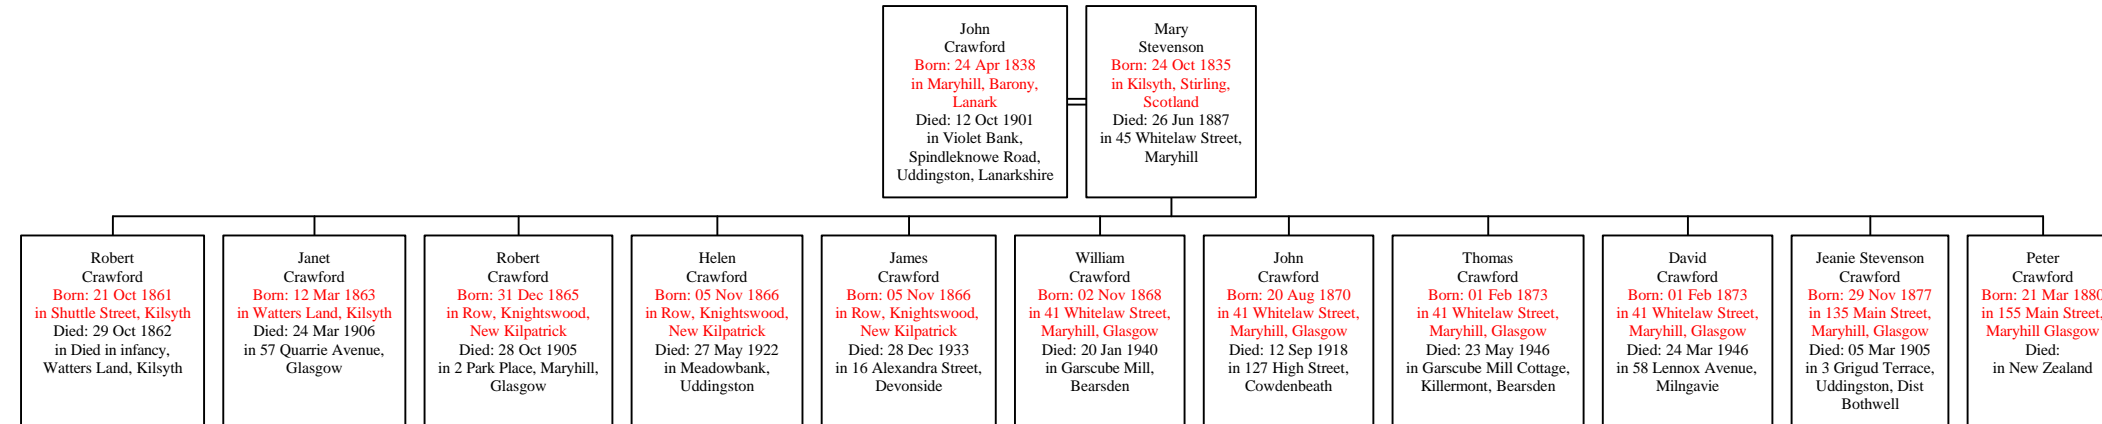 John
Crawford
Born: 24 Apr 1838
in Maryhill, Barony,
Lanark
Died: 12 Oct 1901
in Violet Bank,
Spindleknowe Road,
Uddingston, Lanarkshire
Mary
Stevenson
Born: 24 Oct 1835
in Kilsyth, Stirling,
Scotland
Died: 26 Jun 1887
in 45 Whitelaw Street,
Maryhill
Robert
Crawford
Born: 21 Oct 1861
in Shuttle Street, Kilsyth
Died: 29 Oct 1862
in Died in infancy,
Watters Land, Kilsyth
Janet
Crawford
Born: 12 Mar 1863
in Watters Land, Kilsyth
Died: 24 Mar 1906
in 57 Quarrie Avenue,
Glasgow
Robert
Crawford
Born: 31 Dec 1865
in Row, Knightswood,
New Kilpatrick
Died: 28 Oct 1905
in 2 Park Place, Maryhill,
Glasgow
Helen
Crawford
Born: 05 Nov 1866
in Row, Knightswood,
New Kilpatrick
Died: 27 May 1922
in Meadowbank,
Uddingston
James
Crawford
Born: 05 Nov 1866
in Row, Knightswood,
New Kilpatrick
Died: 28 Dec 1933
in 16 Alexandra Street,
Devonside
William
Crawford
Born: 02 Nov 1868
in 41 Whitelaw Street,
Maryhill, Glasgow
Died: 20 Jan 1940
in Garscube Mill,
Bearsden
John
Crawford
Born: 20 Aug 1870
in 41 Whitelaw Street,
Maryhill, Glasgow
Died: 12 Sep 1918
in 127 High Street,
Cowdenbeath
Thomas
Crawford
Born: 01 Feb 1873
in 41 Whitelaw Street,
Maryhill, Glasgow
Died: 23 May 1946
in Garscube Mill Cottage,
Killermont, Bearsden
David
Crawford
Born: 01 Feb 1873
in 41 Whitelaw Street,
Maryhill, Glasgow
Died: 24 Mar 1946
in 58 Lennox Avenue,
Milngavie
Jeanie Stevenson
Crawford
Born: 29 Nov 1877
in 135 Main Street,
Maryhill, Glasgow
Died: 05 Mar 1905
in 3 Grigud Terrace,
Uddingston, Dist
Bothwell
Peter
Crawford
Born: 21 Mar 1880
in 155 Main Street,
Maryhill Glasgow
Died:
in New Zealand